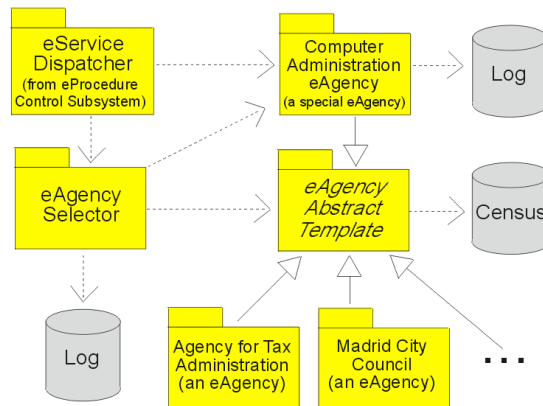 eService
Dispatcher
(from eProcedure
Control Subsystem)
Computer
Administration
eAgency
(a special eAgency)
Log
eAgency
Selector
eAgency
Abstract
Template
Census
Log
Agency for Tax
Administration
(an eAgency)
Madrid City
Council
(an eAgency)
...